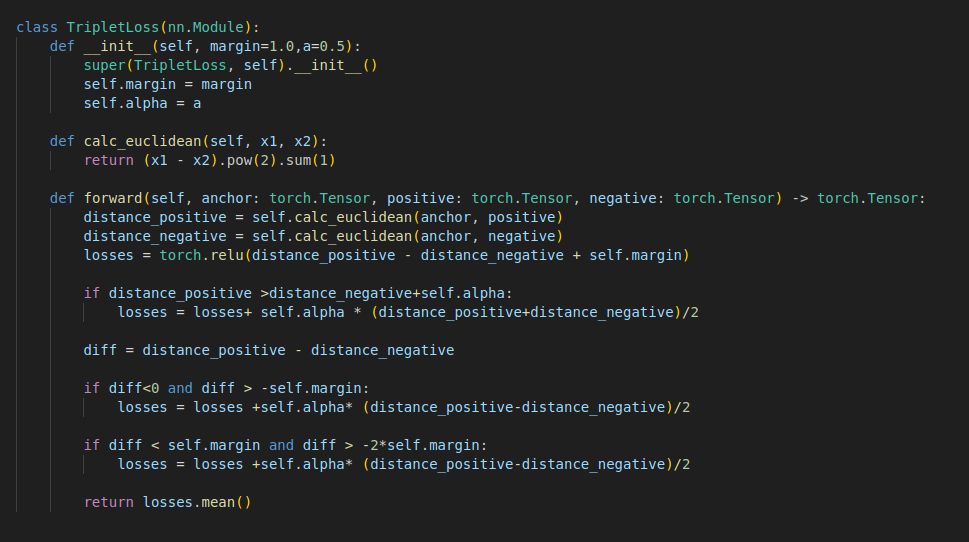 class TripletLoss(nn.Module):
    def __init__(self, margin=1.0,a=0.5):
        super(TripletLoss, self).__init__()
        self.margin = margin
        self.alpha = a
    def calc_euclidean(self, x1, x2):
        return (x1 - x2).pow(2).sum(1)
    def forward(self, anchor: torch.Tensor, positive: torch.Tensor, negative: torch.Tensor) -> torch.Tensor:
        distance_positive = self.calc_euclidean(anchor, positive)
        distance_negative = self.calc_euclidean(anchor, negative)
        losses = torch.relu(distance_positive - distance_negative + self.margin)
        if distance_positive >distance_negative+self.alpha:
            losses = losses+ self.alpha * (distance_positive+distance_negative)/2
        diff = distance_positive - distance_negative
        if diff<0 and diff > -self.margin:
            losses = losses +self.alpha* (distance_positive-distance_negative)/2
        if diff < self.margin and diff > -2*self.margin:
            losses = losses +self.alpha* (distance_positive-distance_negative)/2
        return losses.mean()